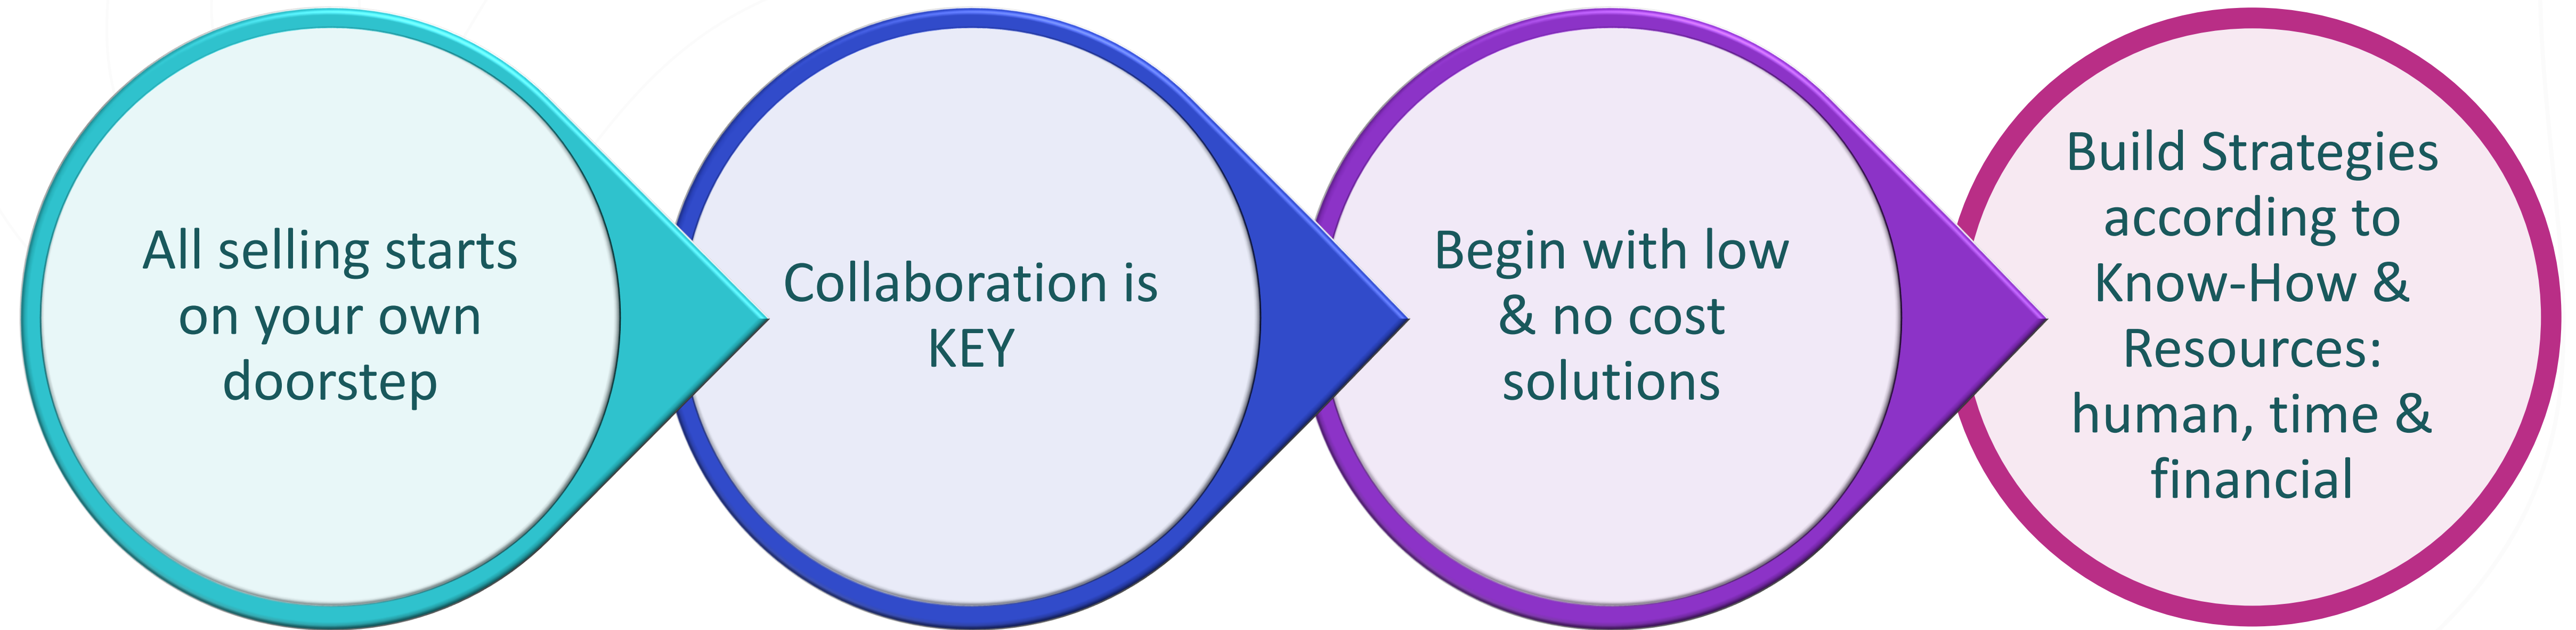 All selling starts
on your own
doorstep
Collaboration is
KEY
Begin with low
& no cost
solutions
Build Strategies
according to
Know-How &
Resources:
human, time &
financial